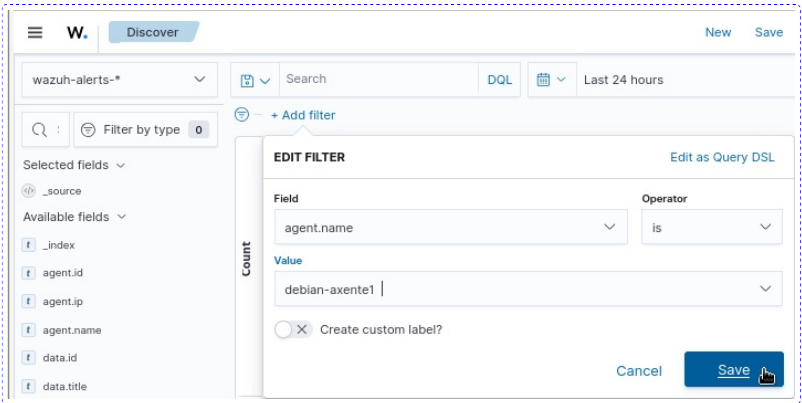 W. Discover New Save
wazuh-alerts-* Search DQL Last 24 hours
Filter by type 0
+ Add filter
EDIT FILTER Edit as Query DSL
Selected fields
_source
Available fields
t _index
t agent.id
t agent.ip
t agent.name
t data.id
t data.title
Count
Field Operator
agent.name is
Value
debian-axente1
Create custom label?
Cancel Save